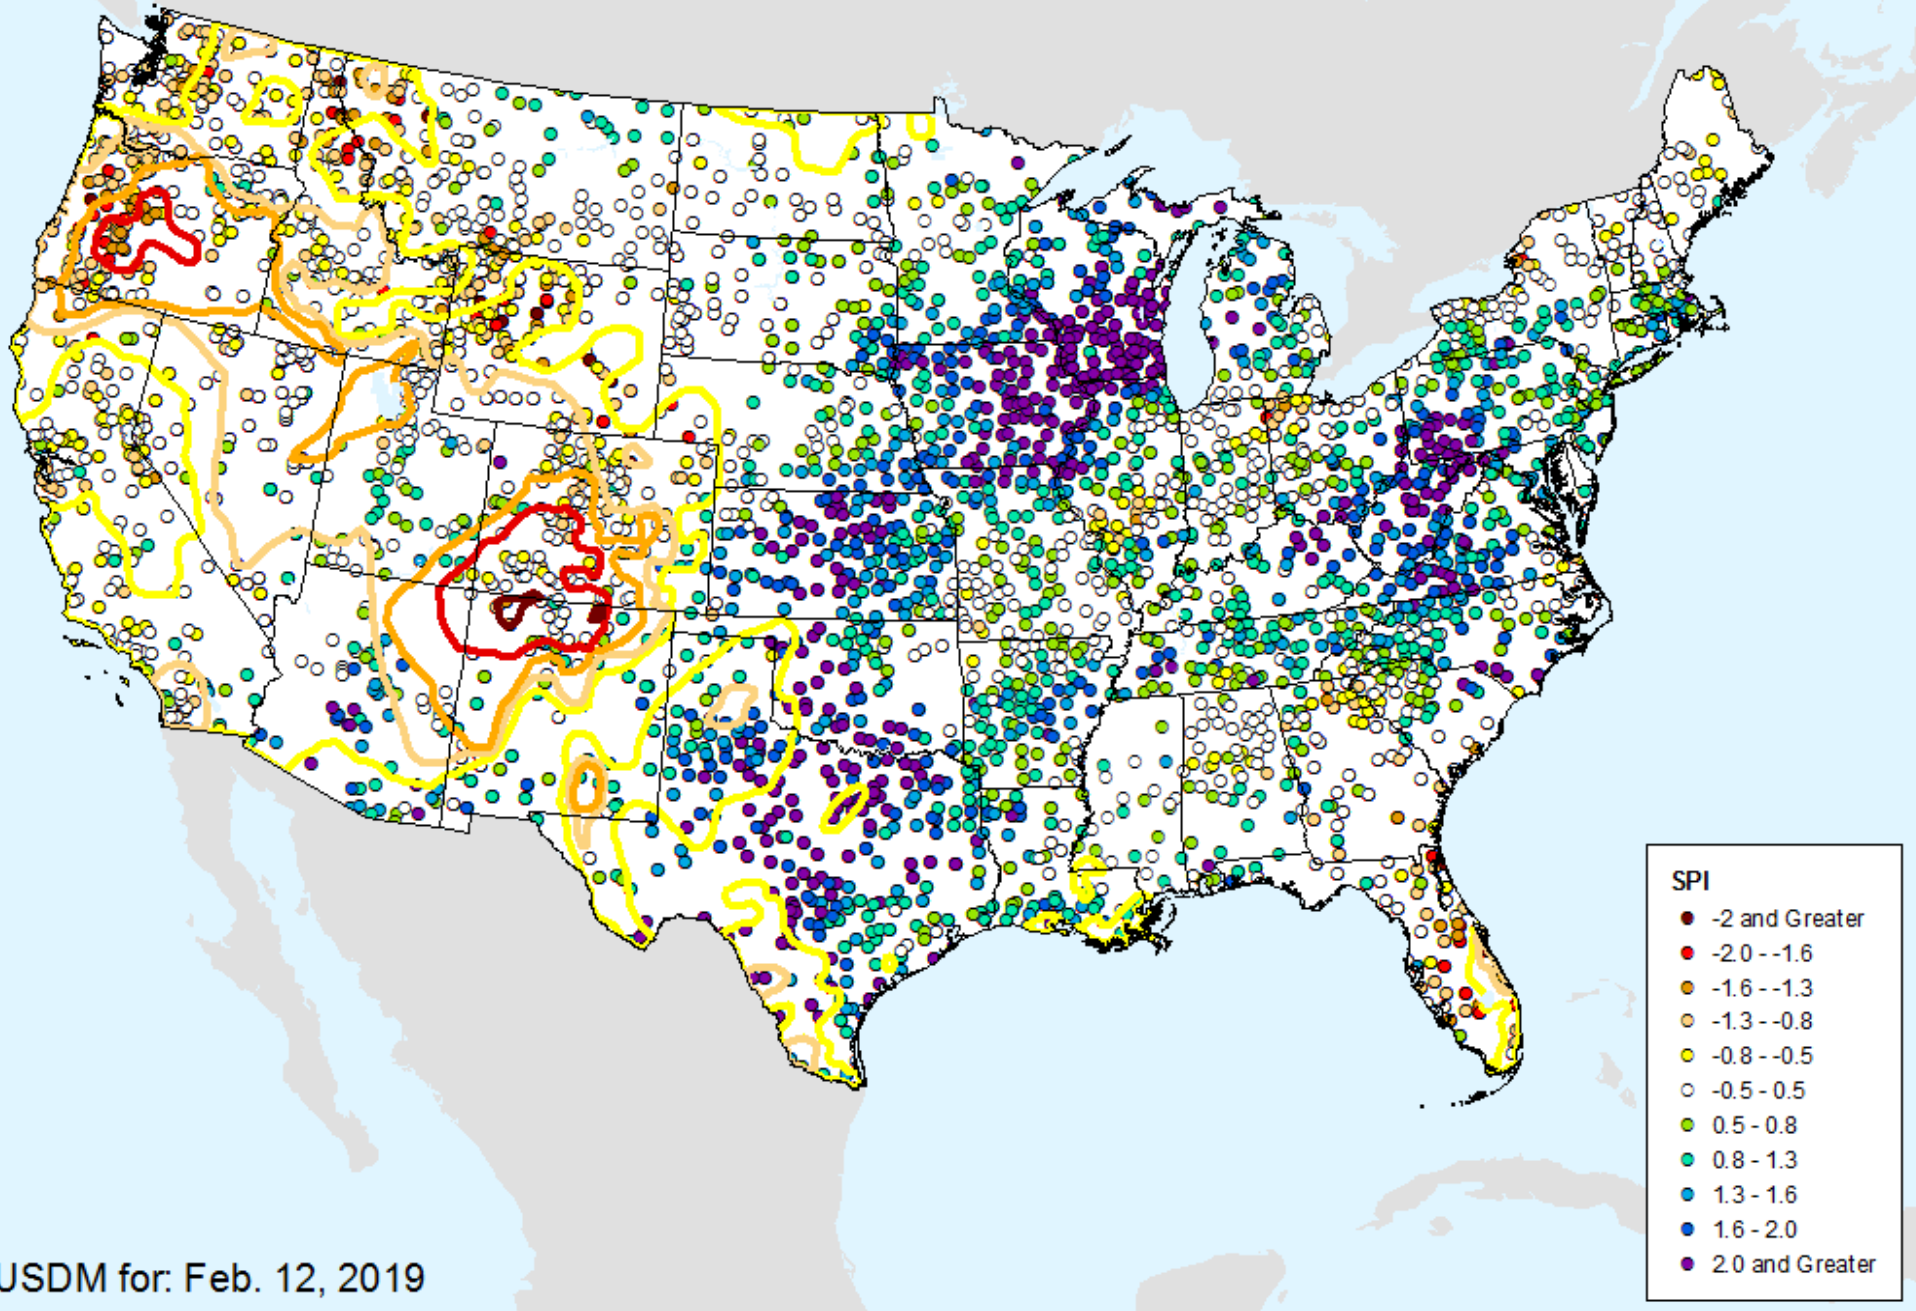 SPI
-2 and Greater
-2.0 - -1.6
-1.6 - -1.3
-1.3 - -0.8
-0.8 - -0.5
-0.5 - 0.5
0.5 - 0.8
0.8 - 1.3
1.3 - 1.6
1.6 - 2.0
2.0 and Greater
USDM for: Feb. 12, 2019